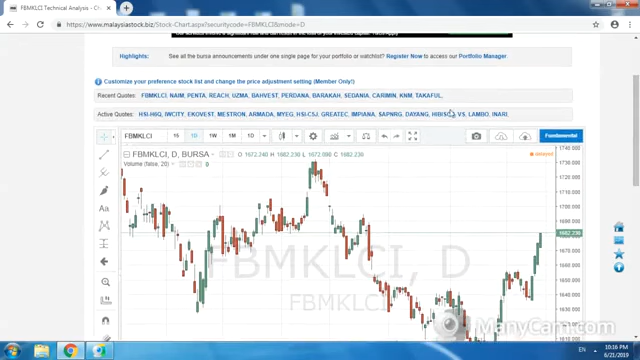 FBMKLCI Technical Analysis - C
https://www.malaysiastock.biz/Stock-Chart.aspx?securitycode=FBMKLCI&mode=D
Highlights: See all the bursa announcements under one single page for your portfolio or watchlist? Register Now to access our Portfolio Manager.
Customize your preference stock list and change the price adjustment setting (Member Only!)
Recent Quotes: FBMKLCI, NAIM, PENTA, REACH, UZMA, BAHVEST, PERDANA, BARAKAH, SEDANIA, CARIMIN, KNM, TAKAFUL,
Active Quotes: HSI-H6Q, IWCITY, EKOVEST, MESTRON, ARMADA, MYEG, HSI-C5J, GREATEC, IMPIANA, SAPNRG, DAYANG, VS, LAMBO, INARI,
FBMKLCI 1D 1W 1M 1D Fundamental
FBMKLCI, D, BURSA O 1672.240 H 1682.230 L 1672.090 C 1682.230
delayed
Volume (false, 20) 0
1740.000
1730.000
1720.000
1710.000
1700.000
1690.000
1682.230
1670.000
1660.000
1650.000
1640.000
1630.000
1620.000
FBMKLCI, D
FBMKLCI
ManyCam.com
EN 10:16 PM
6/21/2019